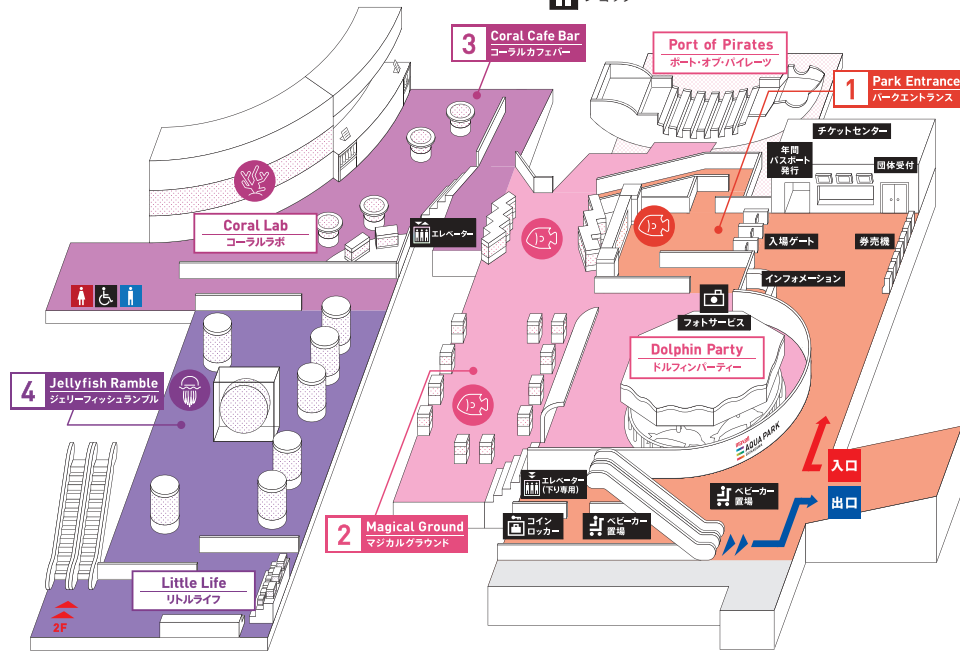 3
Coral Cafe Bar
コーラルカフェバー
Port of Pirates
ポート・オブ・パイレーツ
1
Park Entrance
パークエントランス
チケットセンター
年間
パスポート
発行
団体受付
Coral Lab
コーラルラボ
エレベーター
入場ゲート
券売機
インフォメーション
フォトサービス
Dolphin Party
ドルフィンパーティー
4
Jellyfish Ramble
ジェリーフィッシュランブル
AQUA PARK
入口
エレベーター
(下り専用)
ベビーカー
置場
出口
2
Magical Ground
マジカルグラウンド
コイン
ロッカー
ベビーカー
置場
Little Life
リトルライフ
2F